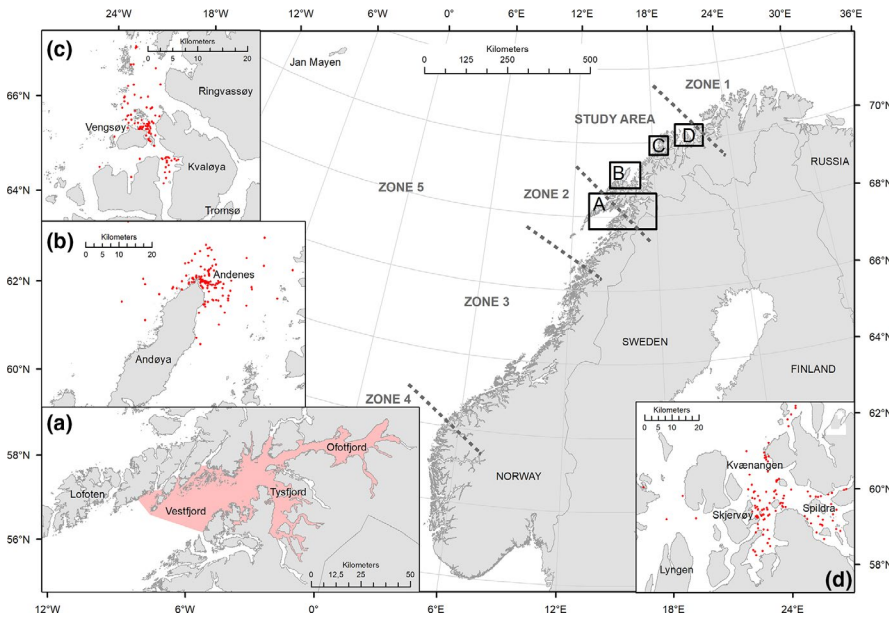 24°W 18°W 12°W 6°W 0° 6°E 12°E 18°E 24°E 30°E 36°E
(c)
Kilometers
0 5 10 20
Ringvassøy
Vengsøy
Kvaløya
Tromsø
Jan Mayen
Kilometers
0 125 250 500
ZONE 1
STUDY AREA
70°N
D
C
RUSSIA
B
ZONE 5
ZONE 2
A
68°N
66°N
64°N
62°N
60°N
58°N
56°N
(b)
Kilometers
0 5 10 20
Andenes
Andøya
ZONE 3
SWEDEN
FINLAND
ZONE 4
NORWAY
66°N
64°N
62°N
60°N
58°N
(a)
Ofotfjord
Lofoten
Tysfjord
Vestfjord
Kilometers
0 12,5 25 50
Kilometers
0 5 10 20
Kvænangen
Skjervøy
Spildra
Lyngen
(d)
12°W 6°W 0° 6°E 12°E 18°E 24°E